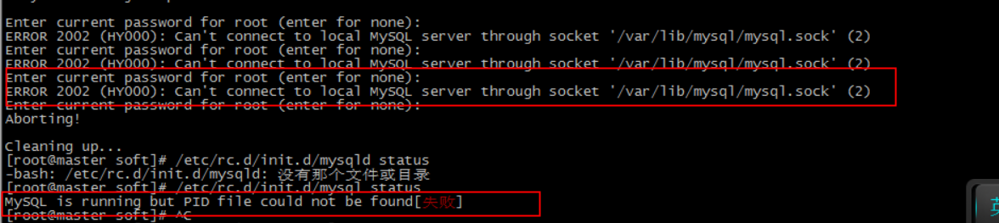 Enter current password for root (enter for none):
ERROR 2002 (HY000): Can't connect to local MySQL server through socket '/var/lib/mysql/mysql.sock' (2)
Enter current password for root (enter for none):
ERROR 2002 (HY000): Can't connect to local MySQL server through socket '/var/lib/mysql/mysql.sock' (2)
Enter current password for root (enter for none):
ERROR 2002 (HY000): Can't connect to local MySQL server through socket '/var/lib/mysql/mysql.sock' (2)
Enter current password for root (enter for none):
Aborting!
Cleaning up...
[root@master soft]# /etc/rc.d/init.d/mysqld status
-bash: /etc/rc.d/init.d/mysqld: 没有那个文件或目录
[root@master soft]# /etc/rc.d/init.d/mysql status
MySQL is running but PID file could not be found[失败]
[root@master soft]# ^C
英